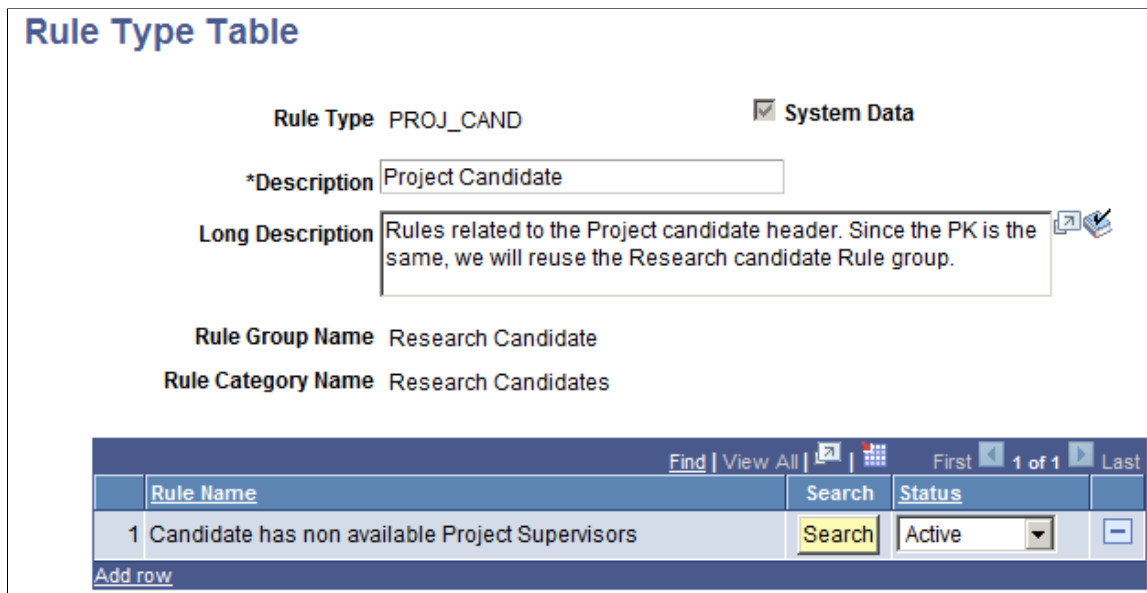 Rule Type Table
Rule Type PROJ_CAND System Data
*Description Project Candidate
Long Description Rules related to the Project candidate header. Since the PK is the
same, we will reuse the Research candidate Rule group.
Rule Group Name Research Candidate
Rule Category Name Research Candidates
Find | View All | | First 1 of 1 Last
Rule Name Search Status
1 Candidate has non available Project Supervisors Search Active
Add row